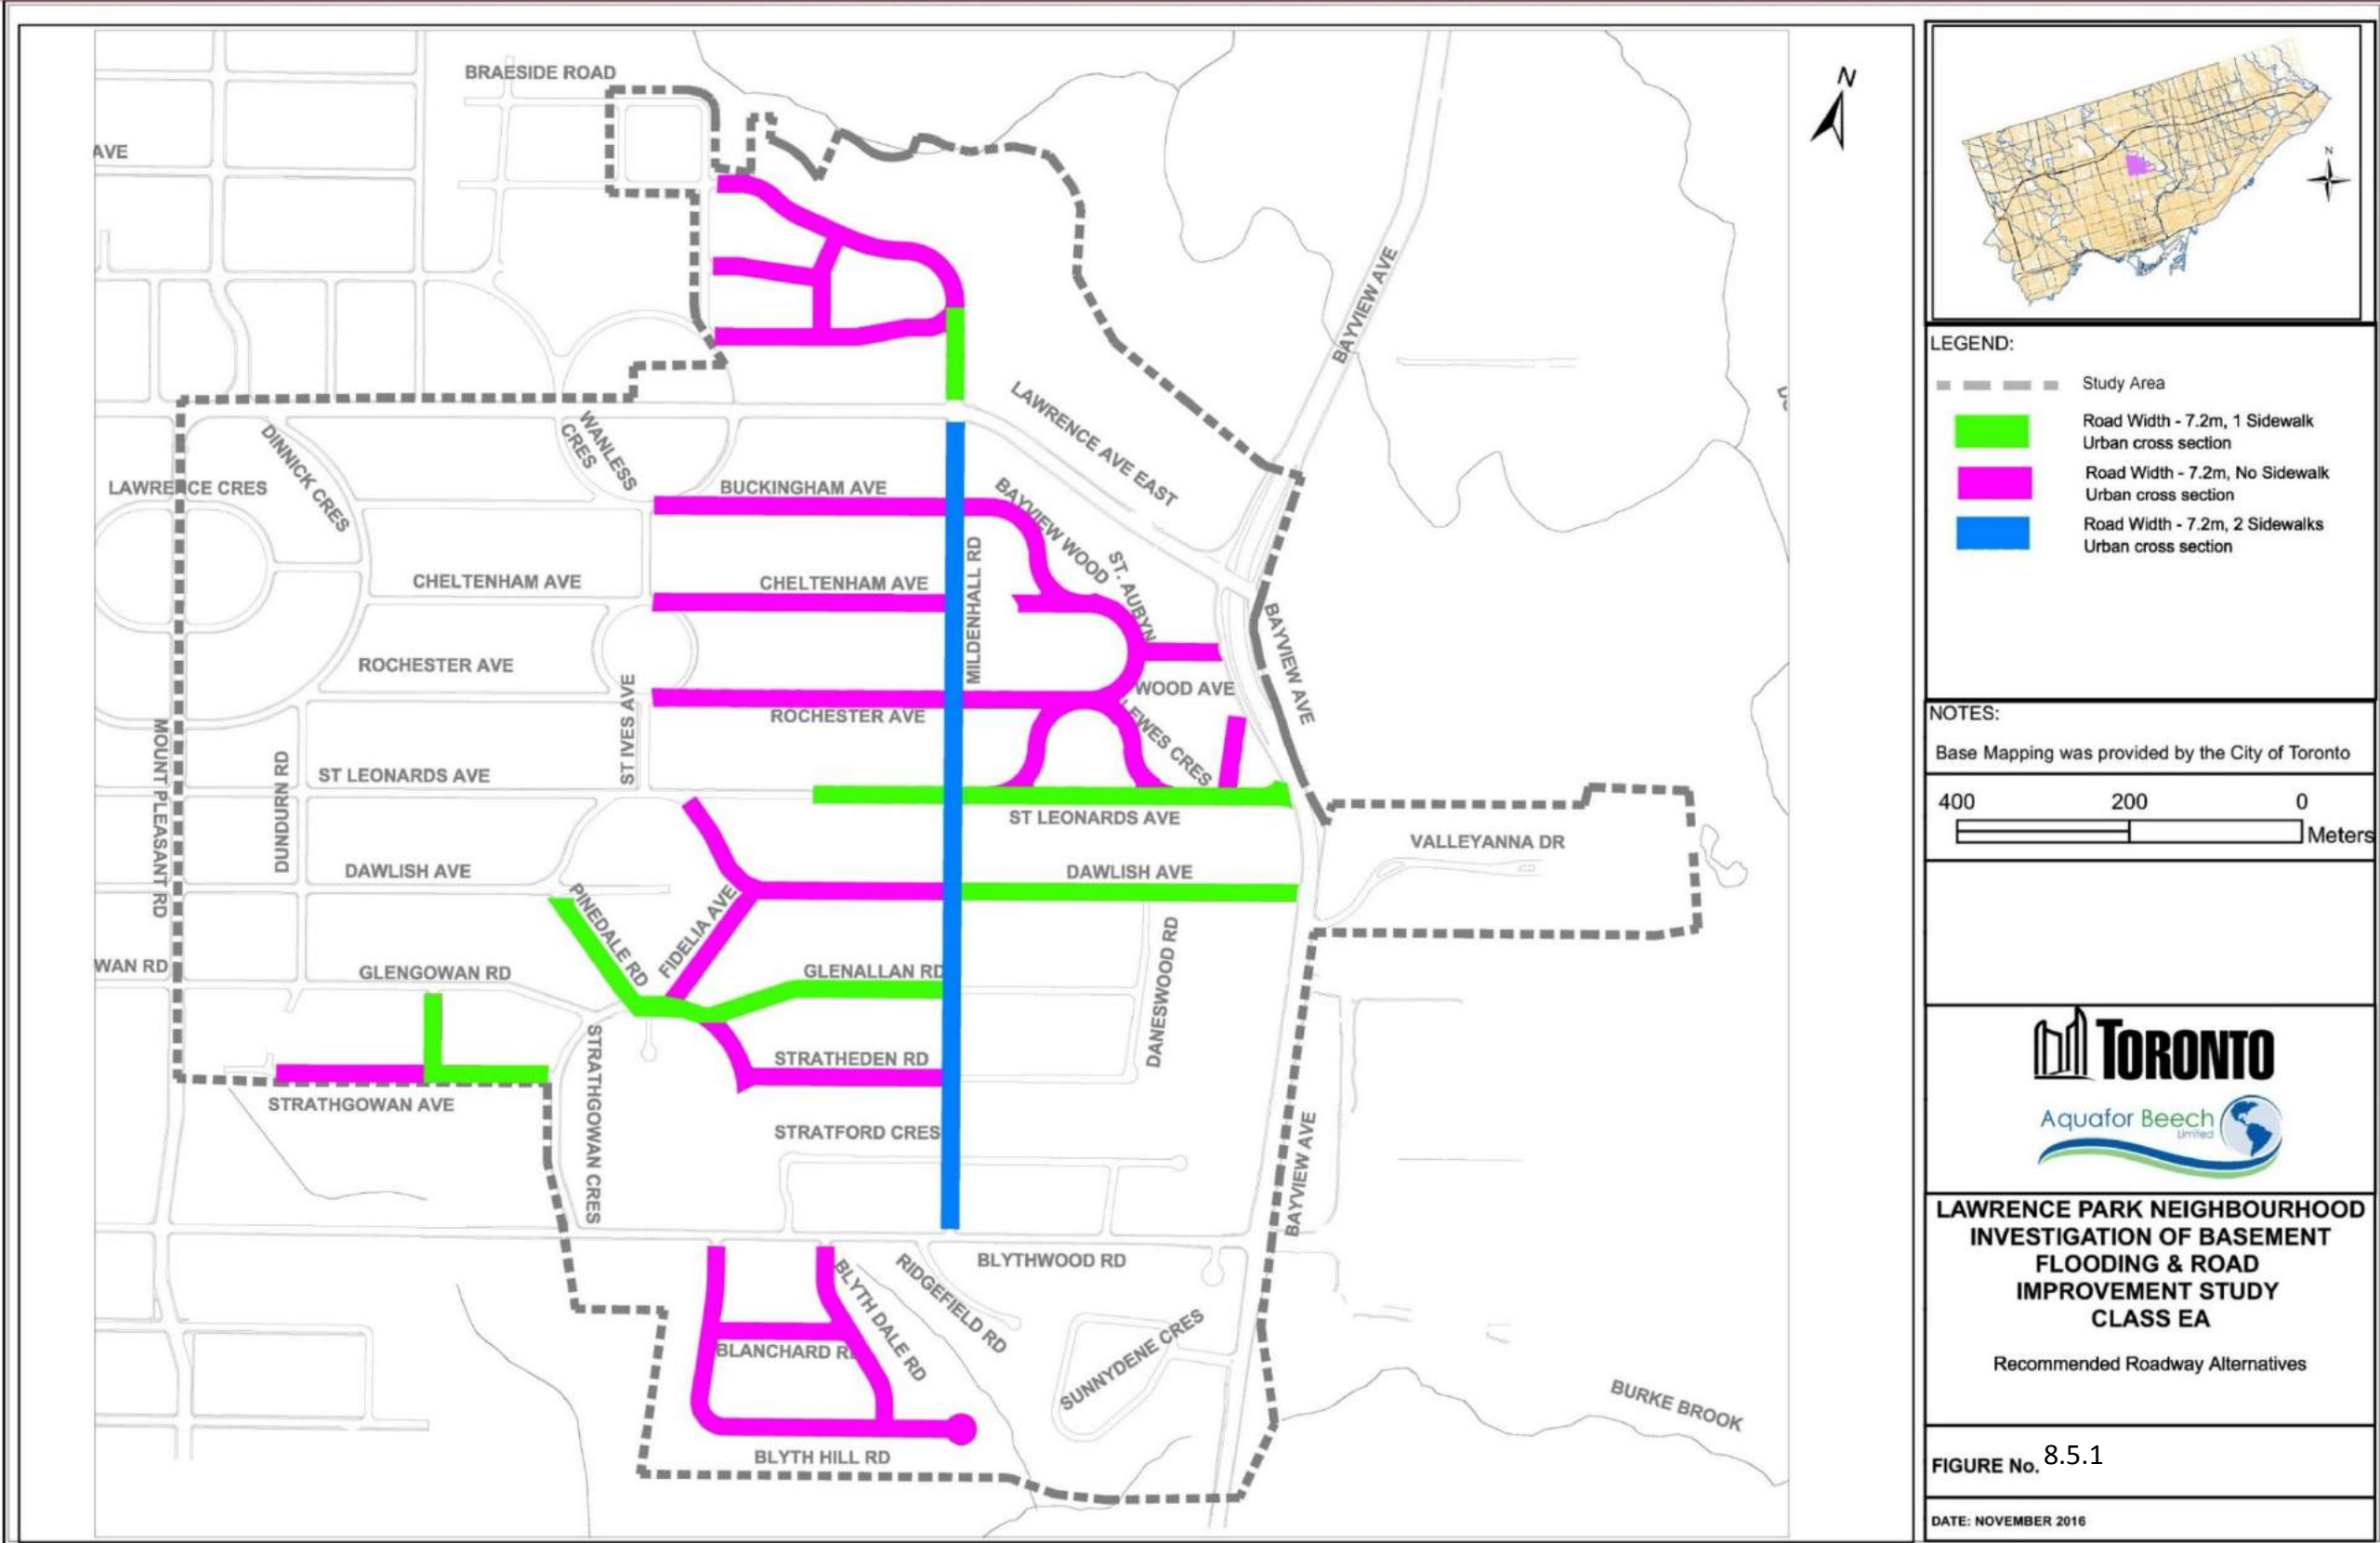 BRAESIDE ROAD
AVE
N
BAYVIEW AVE
LAWRENCE AVE EAST
DINNICK CRES
WANLESS
CRES
LAWRENCE CRES
BUCKINGHAM AVE
BAYVIEW WOOD
ST. AUBYN
MILDENHALL RD
CHELTENHAM AVE
CHELTENHAM AVE
BAYVIEW AVE
ROCHESTER AVE
ST IVES AVE
WOOD AVE
ROCHESTER AVE
LEWES CRES
MOUNT PLEASANT RD
DUNDURN RD
ST LEONARDS AVE
ST LEONARDS AVE
VALLEYANNA DR
DAWLISH AVE
DAWLISH AVE
PINEDALE RD
FIDELIA AVE
WAN RD
GLENGOWAN RD
GLENALLAN RD
DANESWOOD RD
STRATHEDEN RD
STRATHGOWAN AVE
STRATHGOWAN CRES
STRATFORD CRES
BAYVIEW AVE
BLYTHWOOD RD
BLYTH DALE RD
RIDGEFIELD RD
BLANCHARD
SUNNYDENE CRES
BURKE BROOK
BLYTH HILL RD
N
LEGEND:
Study Area
Road Width - 7.2m, 1 Sidewalk
Urban cross section
Road Width - 7.2m, No Sidewalk
Urban cross section
Road Width - 7.2m, 2 Sidewalks
Urban cross section
NOTES:
Base Mapping was provided by the City of Toronto
400 200 0
Meters
TORONTO
Aquafor Beech
Limited
LAWRENCE PARK NEIGHBOURHOOD
INVESTIGATION OF BASEMENT
FLOODING & ROAD
IMPROVEMENT STUDY
CLASS EA
Recommended Roadway Alternatives
FIGURE No. 8.5.1
DATE: NOVEMBER 2016